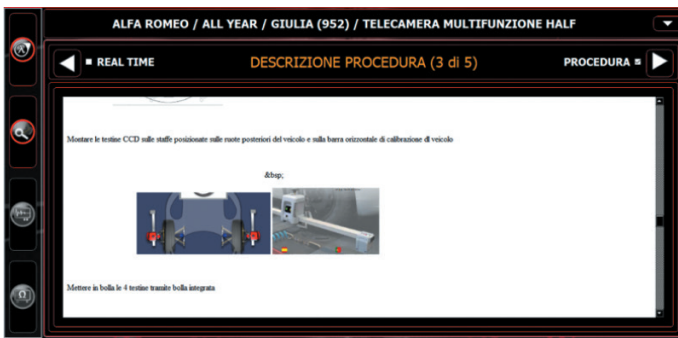 ALFA ROMEO / ALL YEAR / GIULIA (952) / TELECAMERA MULTIFUNZIONE HALF
REAL TIME
DESCRIZIONE PROCEDURA (3 di 5)
PROCEDURA
Montare le testine CCD sulle staffe posizionate sulle ruote posteriori del veicolo e sulla barra orizzontale di calibrazione dl veicolo
&bsp;
Mettere in bolla le 4 testine tramite bolla integrata